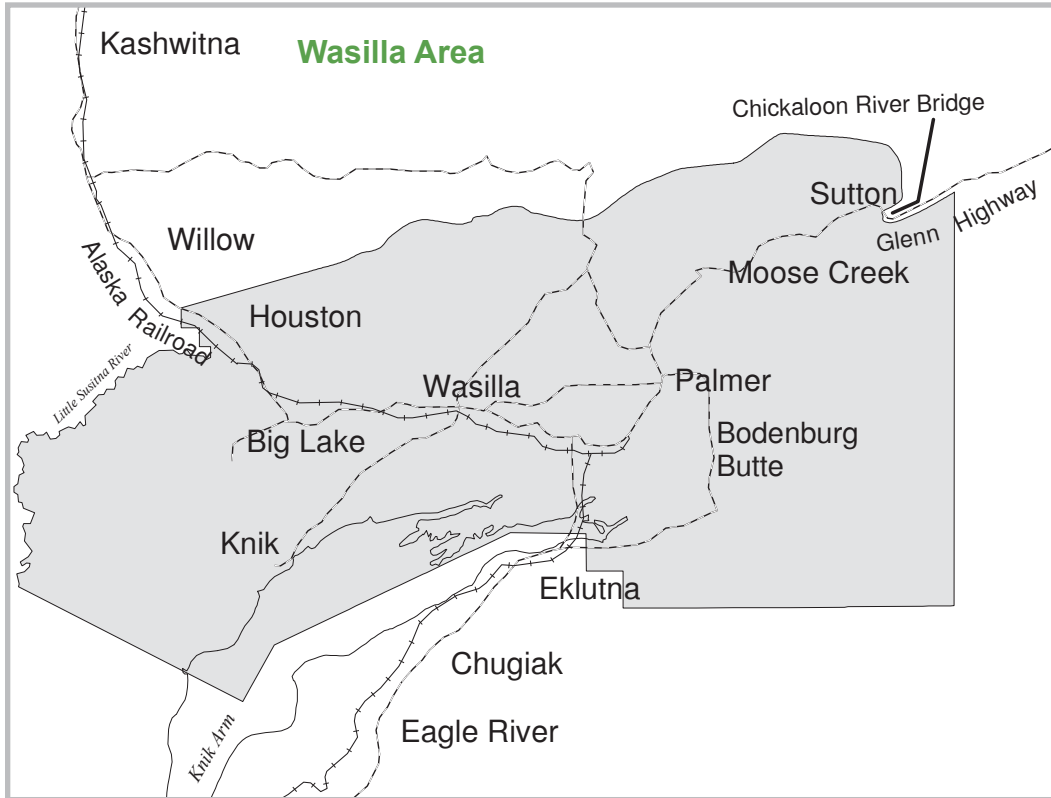 Kashwitna
Wasilla Area
Chickaloon River Bridge
Sutton
Glenn Highway
Willow
Moose Creek
Alaska Railroad
Houston
Little Susitna River
Wasilla
Palmer
Big Lake
Bodenburg
Butte
Knik
Eklutna
Chugiak
Knik Arm
Eagle River